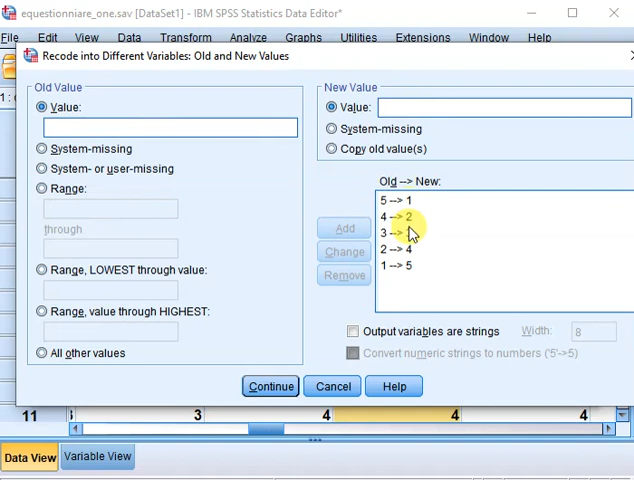 equestionniare_one.sav [DataSet1] - IBM SPSS Statistics Data Editor*
File Edit View Data Transform Analyze Graphs Utilities Extensions Window Help
Recode into Different Variables: Old and New Values
1 :
Old Value
Value:
System-missing
System- or user-missing
Range:
through
Range, LOWEST through value:
Range, value through HIGHEST:
All other values
New Value
Value:
System-missing
Copy old value(s)
Old --> New:
Add
Change
Remove
5 --> 1
4 --> 2
3 -->
2 --> 4
1 --> 5
Output variables are strings Width: 8
Convert numeric strings to numbers ('5'->5)
Continue Cancel Help
11 3 4 4 4
Data View Variable View